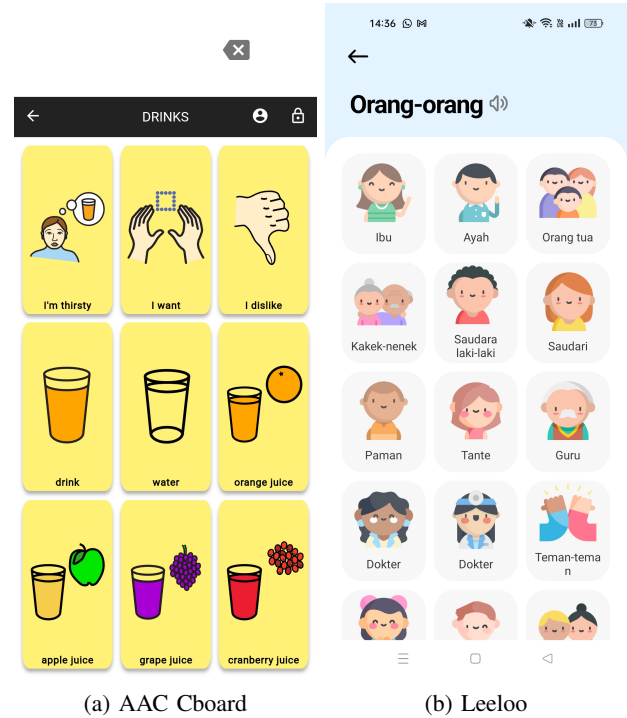 DRINKS
I'm thirsty
I want
I dislike
drink
water
orange juice
apple juice
grape juice
cranberry juice
(a) AAC Cboard
14:36
73
Orang-orang
Ibu
Ayah
Orang tua
Kakek-nenek
Saudara
laki-laki
Saudari
Paman
Tante
Guru
Dokter
Dokter
Teman-tema
n
(b) Leeloo